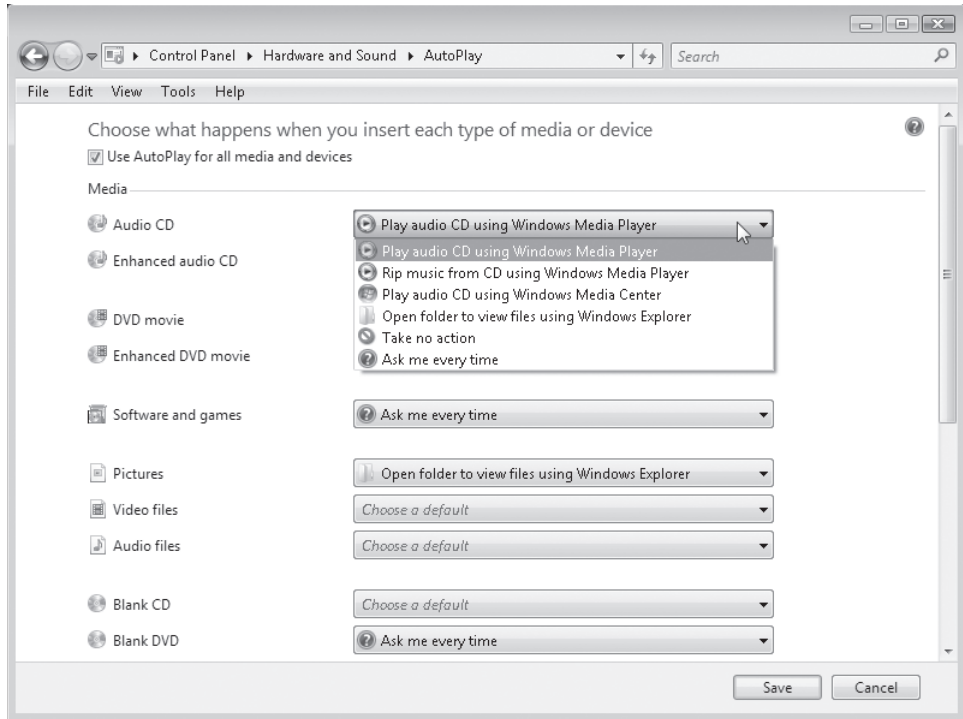 Control Panel ▸ Hardware and Sound ▸ AutoPlay Search
File Edit View Tools Help
Choose what happens when you insert each type of media or device
Use AutoPlay for all media and devices
Media
Audio CD Play audio CD using Windows Media Player
Play audio CD using Windows Media Player
Enhanced audio CD Rip music from CD using Windows Media Player
Play audio CD using Windows Media Center
DVD movie Open folder to view files using Windows Explorer
Take no action
Enhanced DVD movie Ask me every time
Software and games Ask me every time
Pictures Open folder to view files using Windows Explorer
Video files Choose a default
Audio files Choose a default
Blank CD Choose a default
Blank DVD Ask me every time
Save Cancel